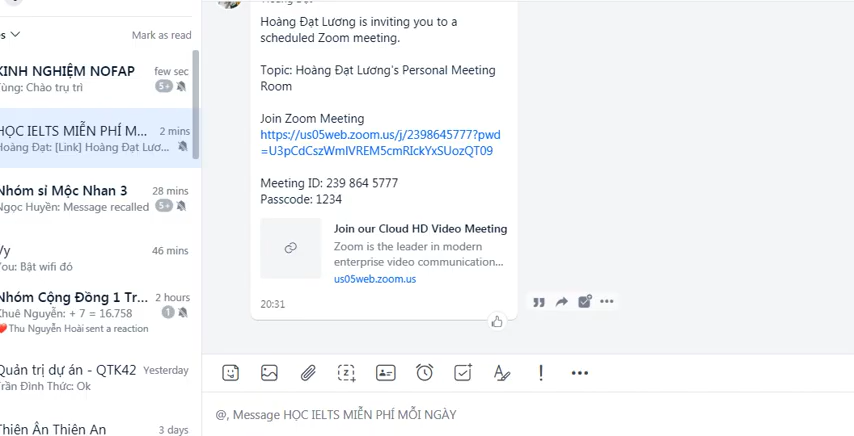 Mark as read
KINH NGHIỆM NOFAP
few sec
Tùng: Chào trụ trì
5+
HỌC IELTS MIỄN PHÍ M...
2 mins
Hoàng Đạt: [Link] Hoàng Đạt Lươ...
Nhóm sỉ Mộc Nhan 3
28 mins
Ngọc Huyền: Message recalled
5+
Vy
46 mins
You: Bật wifi đó
Nhóm Cộng Đồng 1 Tr...
2 hours
Khuê Nguyễn: + 7 = 16.758
1
Thu Nguyễn Hoài sent a reaction
Quản trị dự án - QTK42
Yesterday
Trần Đình Thức: Ok
Thiên Ân Thiên An
3 days
Hoàng Đạt Lương is inviting you to a
scheduled Zoom meeting.
Topic: Hoàng Đạt Lương's Personal Meeting
Room
Join Zoom Meeting
https://us05web.zoom.us/j/2398645777?pwd
=U3pCdCszWmlVREM5cmRIckYxSUozQT09
Meeting ID: 239 864 5777
Passcode: 1234
Join our Cloud HD Video Meeting
Zoom is the leader in modern
enterprise video communication...
us05web.zoom.us
20:31
@, Message HỌC IELTS MIỄN PHÍ MỖI NGÀY